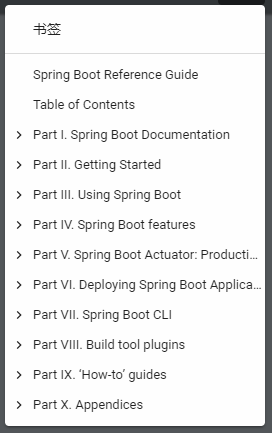 书签
Spring Boot Reference Guide
Table of Contents
Part I. Spring Boot Documentation
Part II. Getting Started
Part III. Using Spring Boot
Part IV. Spring Boot features
Part V. Spring Boot Actuator: Producti…
Part VI. Deploying Spring Boot Applica…
Part VII. Spring Boot CLI
Part VIII. Build tool plugins
Part IX. ‘How-to’ guides
Part X. Appendices